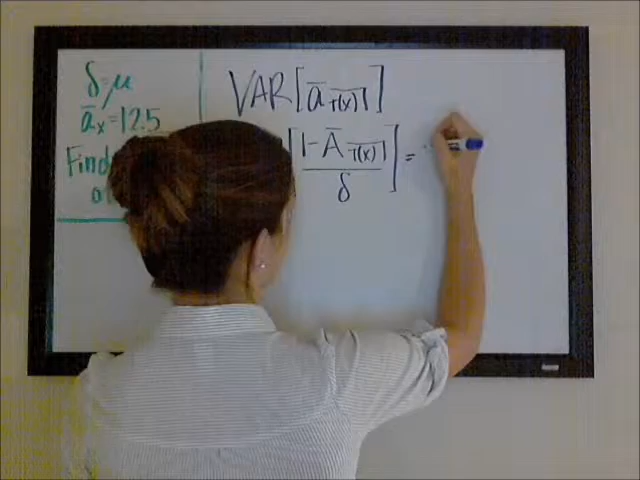 δ=μ
ā_x=12.5
Find
VAR[ā_T(x)|]
[1-Ā_T(x)| / δ] =